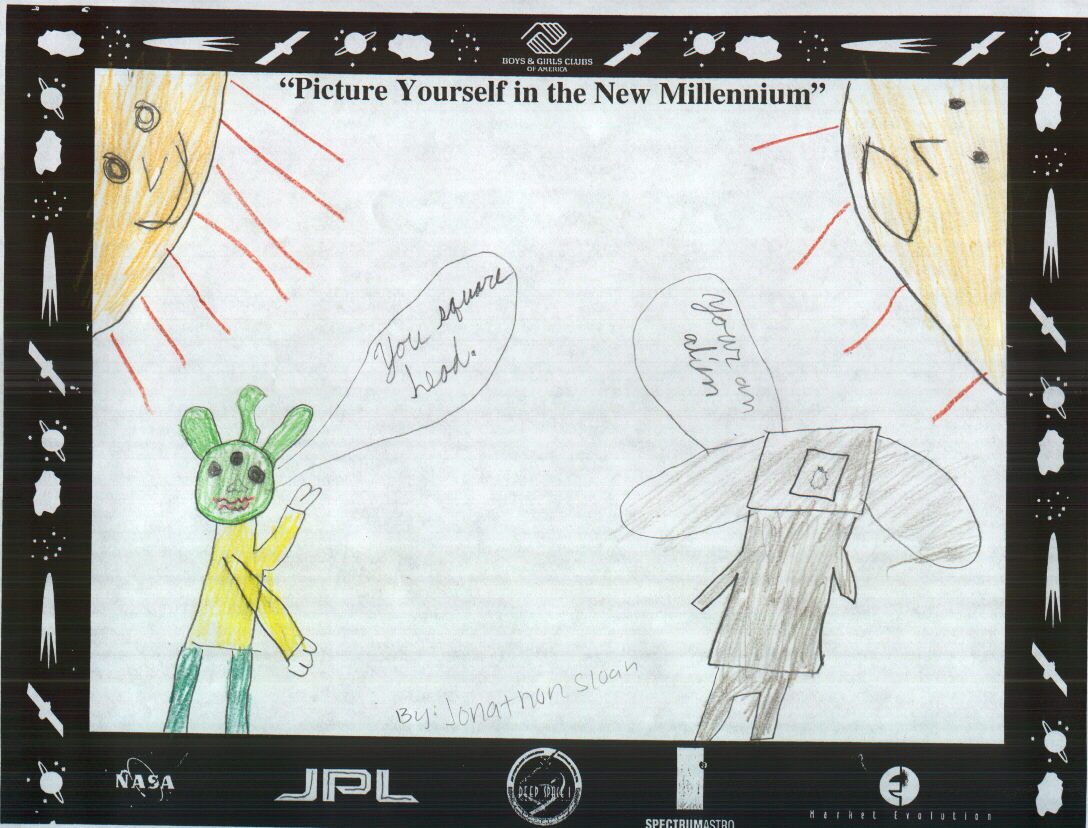 BOYS & GIRLS CLUBS
OF AMERICA
“Picture Yourself in the New Millennium”
You square
head.
your an
alien
By: Jonathon Sloan
NASA
JPL
DEEP SPACE 1
SPECTRUMASTRO
Market Evolution